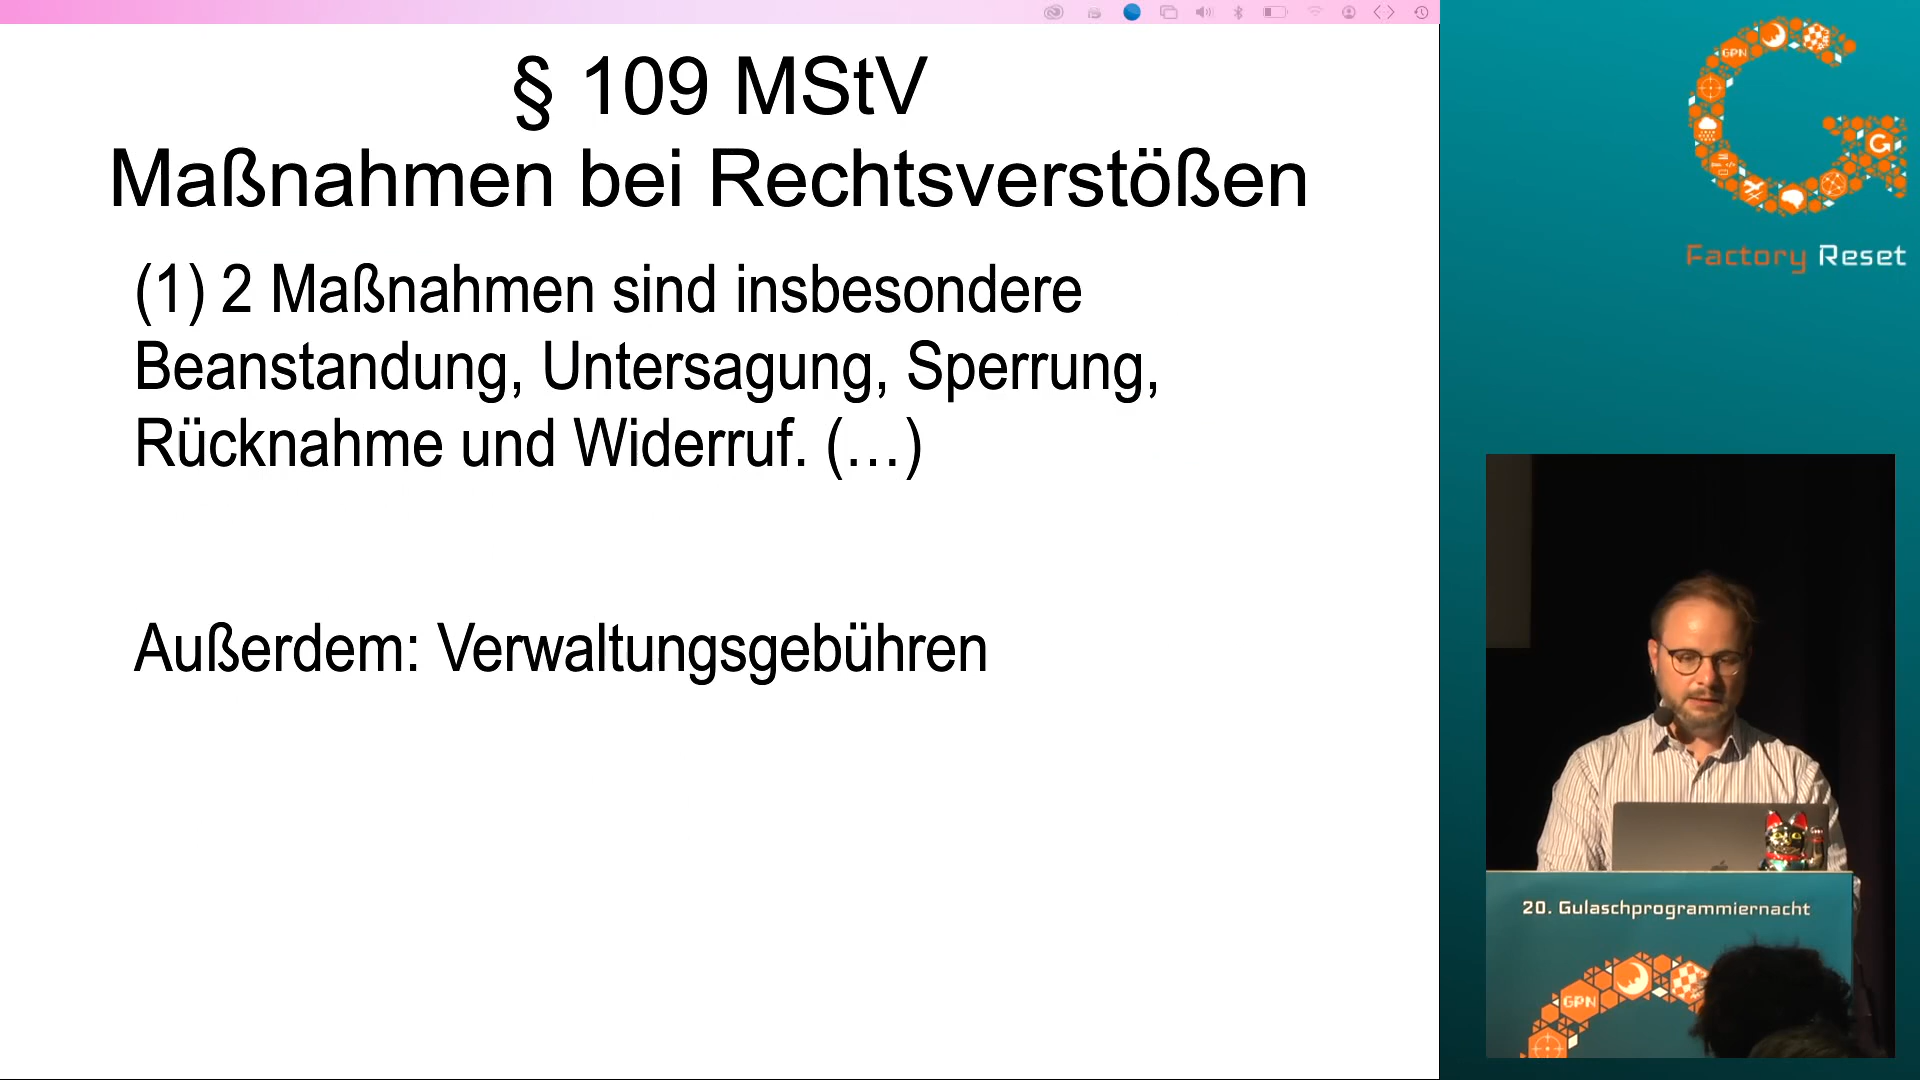 § 109 MStV
Maßnahmen bei Rechtsverstößen
(1) 2 Maßnahmen sind insbesondere
Beanstandung, Untersagung, Sperrung,
Rücknahme und Widerruf. (…)
Außerdem: Verwaltungsgebühren
GPN
Factory Reset
20. Gulaschprogrammiernacht
GPN